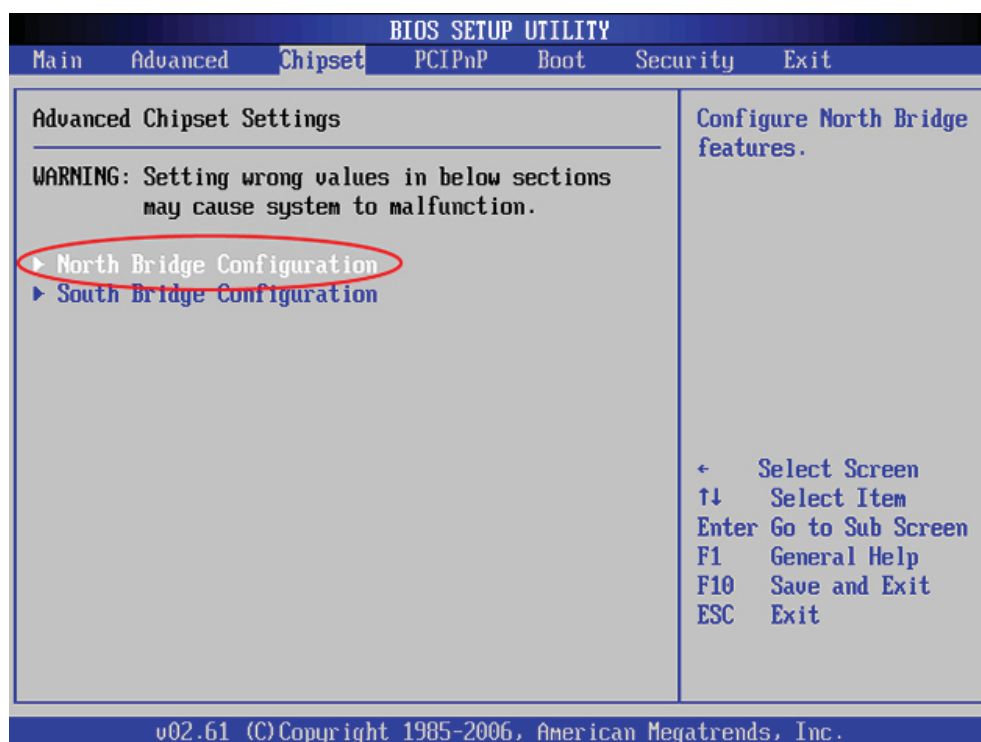 BIOS SETUP UTILITY
Main Advanced Chipset PCIPnP Boot Security Exit
Advanced Chipset Settings
WARNING: Setting wrong values in below sections
may cause system to malfunction.
▶ North Bridge Configuration
▶ South Bridge Configuration
Configure North Bridge
features.
← Select Screen
↑↓ Select Item
Enter Go to Sub Screen
F1 General Help
F10 Save and Exit
ESC Exit
v02.61 (C)Copyright 1985-2006, American Megatrends, Inc.